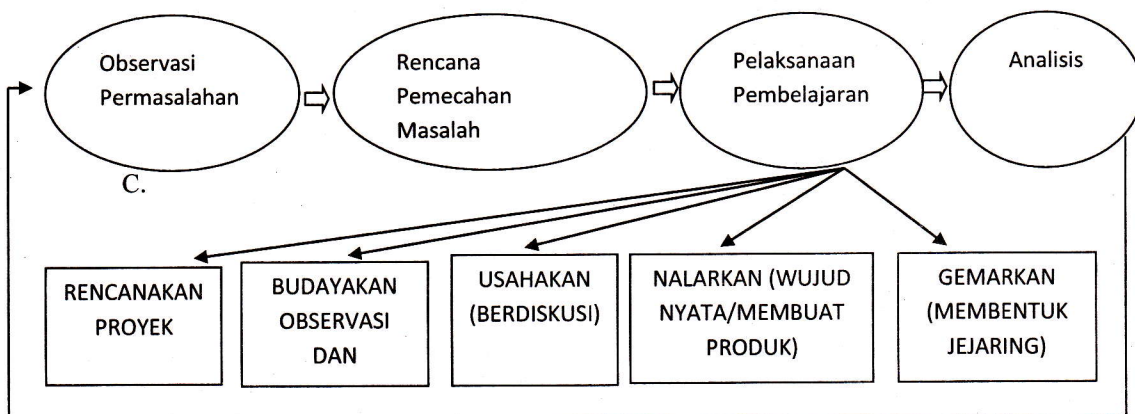 Observasi
Permasalahan
Rencana
Pemecahan
Masalah
Pelaksanaan
Pembelajaran
Analisis
C.
RENCANAKAN
PROYEK
BUDAYAKAN
OBSERVASI
DAN
USAHAKAN
(BERDISKUSI)
NALARKAN (WUJUD
NYATA/MEMBUAT
PRODUK)
GEMARKAN
(MEMBENTUK
JEJARING)